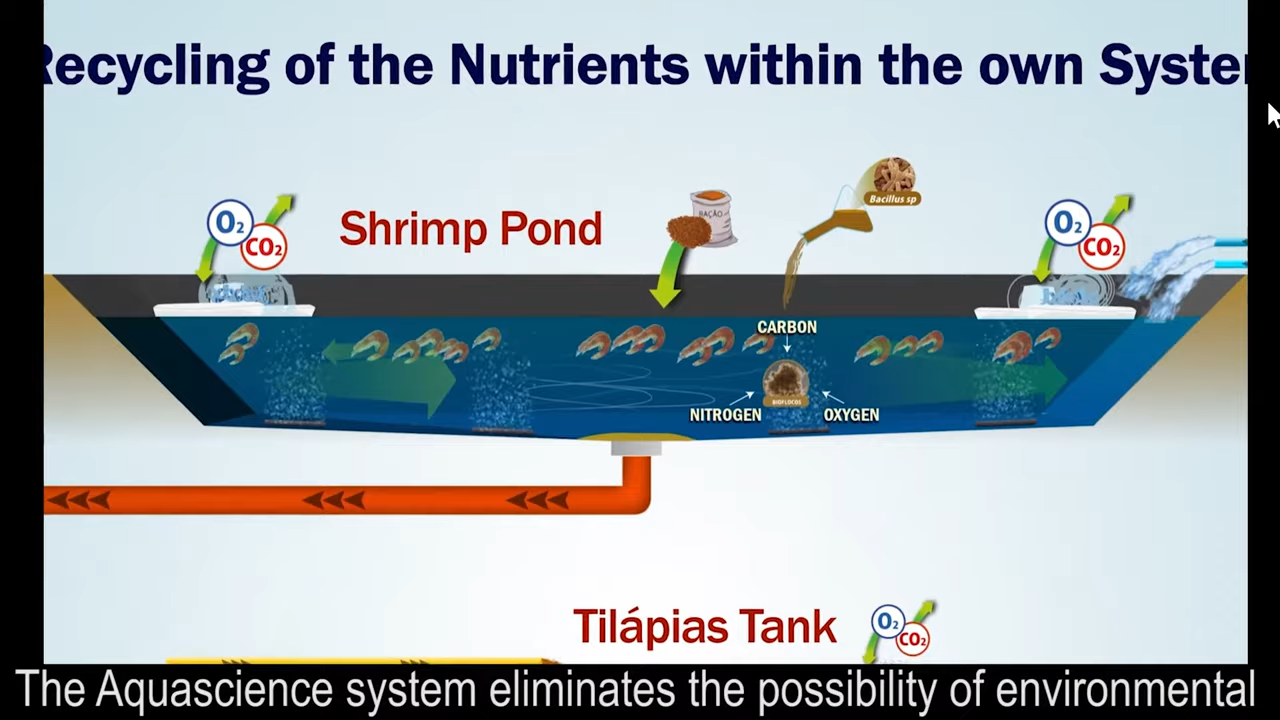 Recycling of the Nutrients within the own System
Bacillus sp
RAÇÃO
O2
CO2
Shrimp Pond
O2
CO2
CARBON
BIOFLOCOS
NITROGEN
OXYGEN
Tilápias Tank
O2
CO2
The Aquascience system eliminates the possibility of environmental